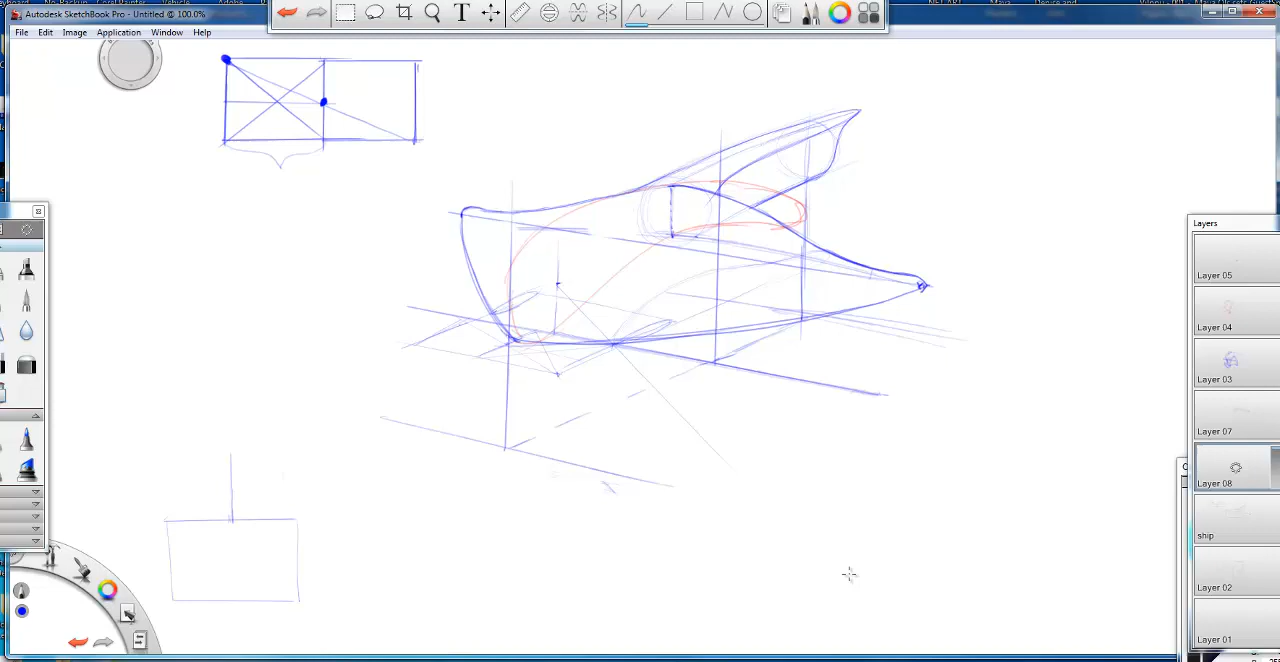 Autodesk SketchBook Pro - Untitled @ 100.0%
File Edit Image Application Window Help
T
Layers
Layer 05
Layer 04
Layer 03
Layer 07
Layer 08
ship
Layer 02
Layer 01